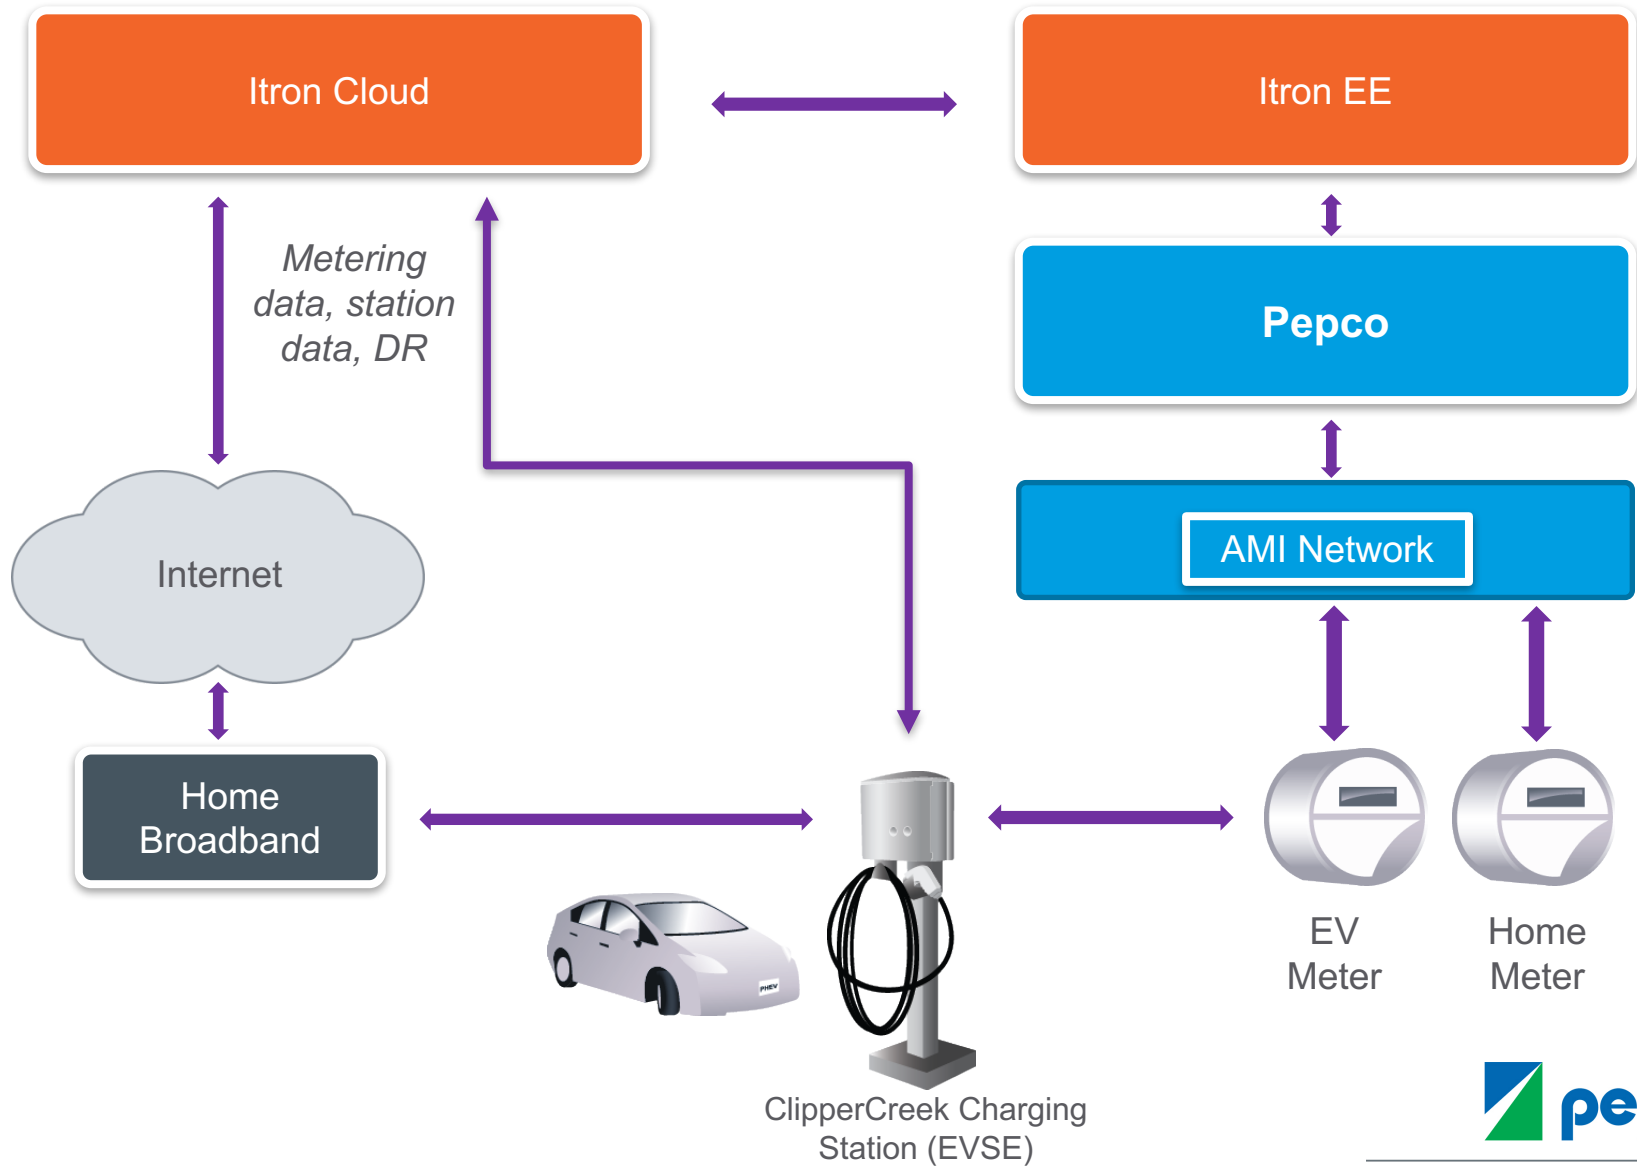 Itron Cloud
Itron EE
Metering
data, station
data, DR
Pepco
AMI Network
Internet
Home
Broadband
EV
Meter
Home
Meter
PHEV
ClipperCreek Charging
Station (EVSE)
pe